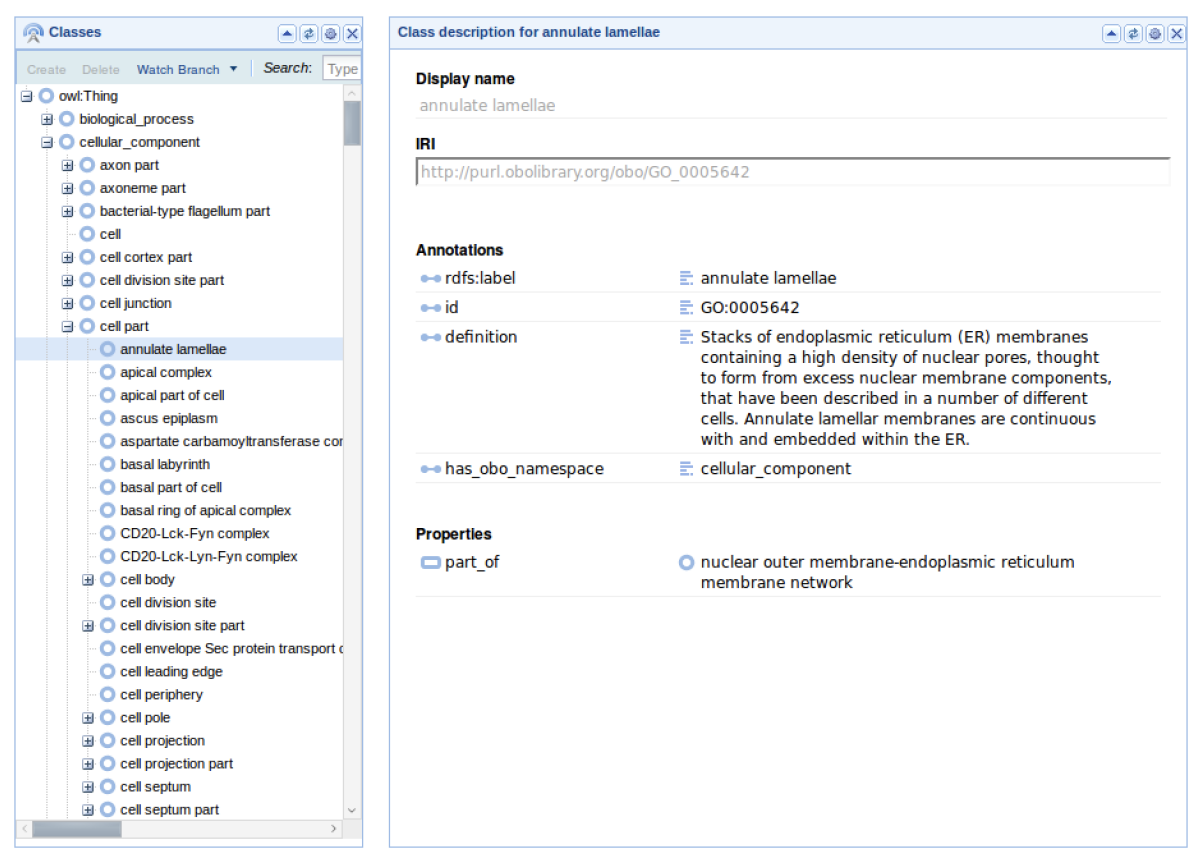 Classes
Create Delete Watch Branch Search: Type
owl:Thing
biological_process
cellular_component
axon part
axoneme part
bacterial-type flagellum part
cell
cell cortex part
cell division site part
cell junction
cell part
annulate lamellae
apical complex
apical part of cell
ascus epiplasm
aspartate carbamoyltransferase cor
basal labyrinth
basal part of cell
basal ring of apical complex
CD20-Lck-Fyn complex
CD20-Lck-Lyn-Fyn complex
cell body
cell division site
cell division site part
cell envelope Sec protein transport c
cell leading edge
cell periphery
cell pole
cell projection
cell projection part
cell septum
cell septum part
Class description for annulate lamellae
Display name
annulate lamellae
IRI
http://purl.obolibrary.org/obo/GO_0005642
Annotations
rdfs:label annulate lamellae
id GO:0005642
definition Stacks of endoplasmic reticulum (ER) membranes
containing a high density of nuclear pores, thought
to form from excess nuclear membrane components,
that have been described in a number of different
cells. Annulate lamellar membranes are continuous
with and embedded within the ER.
has_obo_namespace cellular_component
Properties
part_of nuclear outer membrane-endoplasmic reticulum
membrane network